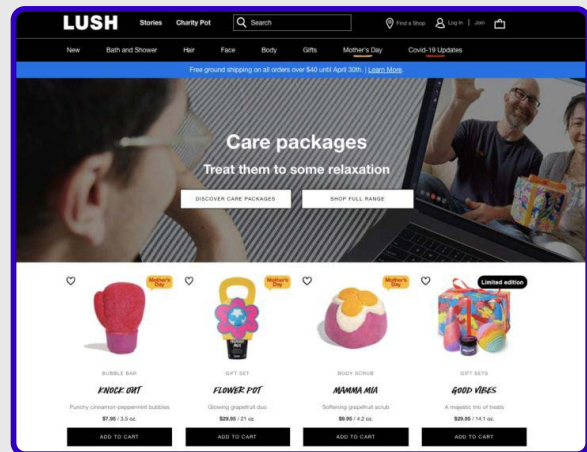 LUSH Stories Charity Pot Search Find a Shop Log In | Join
New Bath and Shower Hair Face Body Gifts Mother's Day Covid-19 Updates
Free ground shipping on all orders over $40 until April 30th. | Learn More.
Care packages
Treat them to some relaxation
DISCOVER CARE PACKAGES SHOP FULL RANGE
Mother's Day
Mother's Day
Mother's Day
Limited edition
BUBBLE BAR
KNOCK OUT
Punchy cinnamon-peppermint bubbles
$7.95 / 3.5 oz.
ADD TO CART
GIFT SET
FLOWER POT
Glowing grapefruit duo
$29.95 / 21 oz.
ADD TO CART
BODY SCRUB
MAMMA MIA
Softening grapefruit scrub
$9.95 / 4.2 oz.
ADD TO CART
GIFT SETS
GOOD VIBES
A majestic trio of treats
$29.95 / 14.1 oz.
ADD TO CART